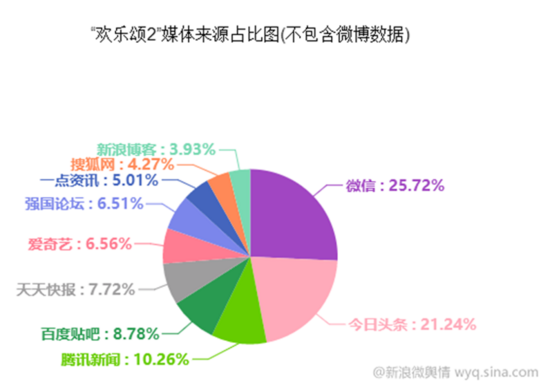 “欢乐颂2”媒体来源占比图(不包含微博数据)
新浪博客 : 3.93%
搜狐网 : 4.27%
一点资讯 : 5.01%
强国论坛 : 6.51%
爱奇艺 : 6.56%
天天快报 : 7.72%
百度贴吧 : 8.78%
腾讯新闻 : 10.26%
微信 : 25.72%
今日头条 : 21.24%
@新浪微舆情 wyq.sina.com